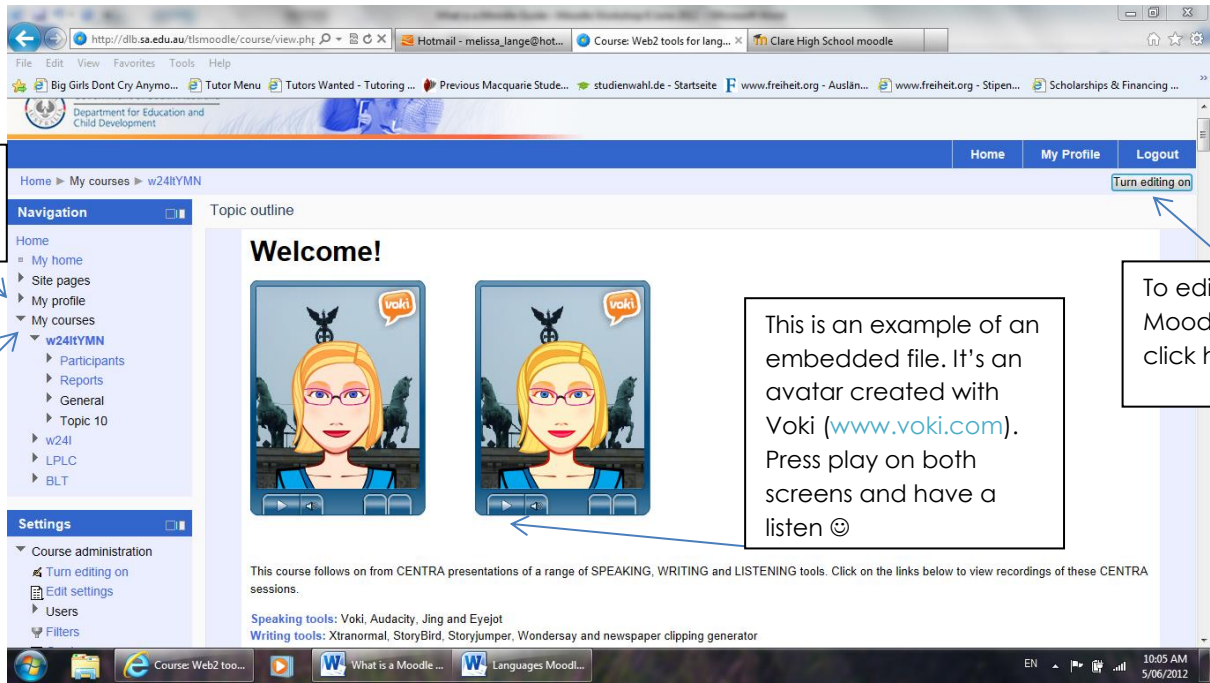 http://dlb.sa.edu.au/tlsmoodle/course/view.php
Hotmail - melissa_lange@hot...
Course: Web2 tools for lang...
Clare High School moodle
File Edit View Favorites Tools Help
Big Girls Dont Cry Anymo... Tutor Menu Tutors Wanted - Tutoring ... Previous Macquarie Stude... studienwahl.de - Startseite www.freiheit.org - Auslän... www.freiheit.org - Stipen... Scholarships & Financing ...
Department for Education and
Child Development
Home My Profile Logout
Home ► My courses ► w24ltYMN
Turn editing on
Navigation
Home
My home
Site pages
My profile
My courses
w24ltYMN
Participants
Reports
General
Topic 10
w24l
LPLC
BLT
Settings
Course administration
Turn editing on
Edit settings
Users
Filters
Topic outline
Welcome!
voki
voki
This is an example of an
embedded file. It's an
avatar created with
Voki (www.voki.com).
Press play on both
screens and have a
listen ☺
To edi
Mood
click h
This course follows on from CENTRA presentations of a range of SPEAKING, WRITING and LISTENING tools. Click on the links below to view recordings of these CENTRA
sessions.
Speaking tools: Voki, Audacity, Jing and Eyejot
Writing tools: Xtranormal, StoryBird, Storyjumper, Wondersay and newspaper clipping generator
Course: Web2 too...
What is a Moodle ...
Languages Moodl...
EN
10:05 AM
5/06/2012